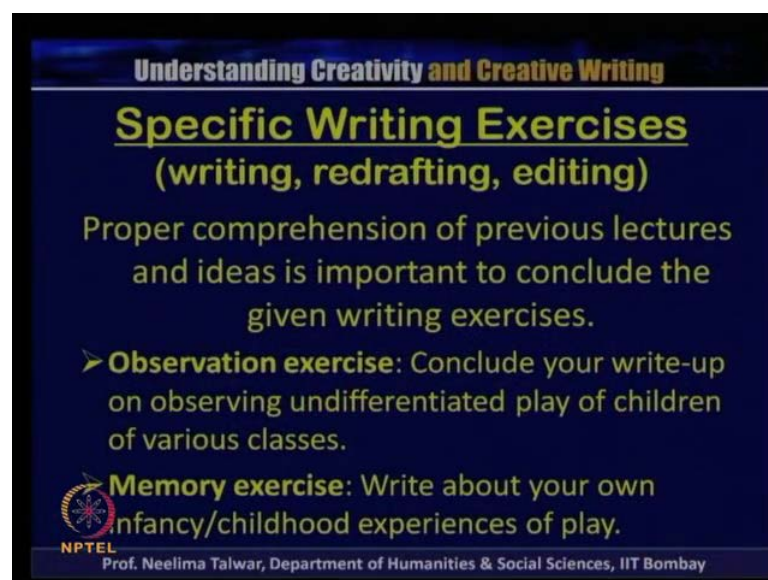 Understanding Creativity and Creative Writing
Specific Writing Exercises
(writing, redrafting, editing)
Proper comprehension of previous lectures
and ideas is important to conclude the
given writing exercises.
➢ Observation exercise: Conclude your write-up
on observing undifferentiated play of children
of various classes.
➢ Memory exercise: Write about your own
infancy/childhood experiences of play.
NPTEL
Prof. Neelima Talwar, Department of Humanities & Social Sciences, IIT Bombay